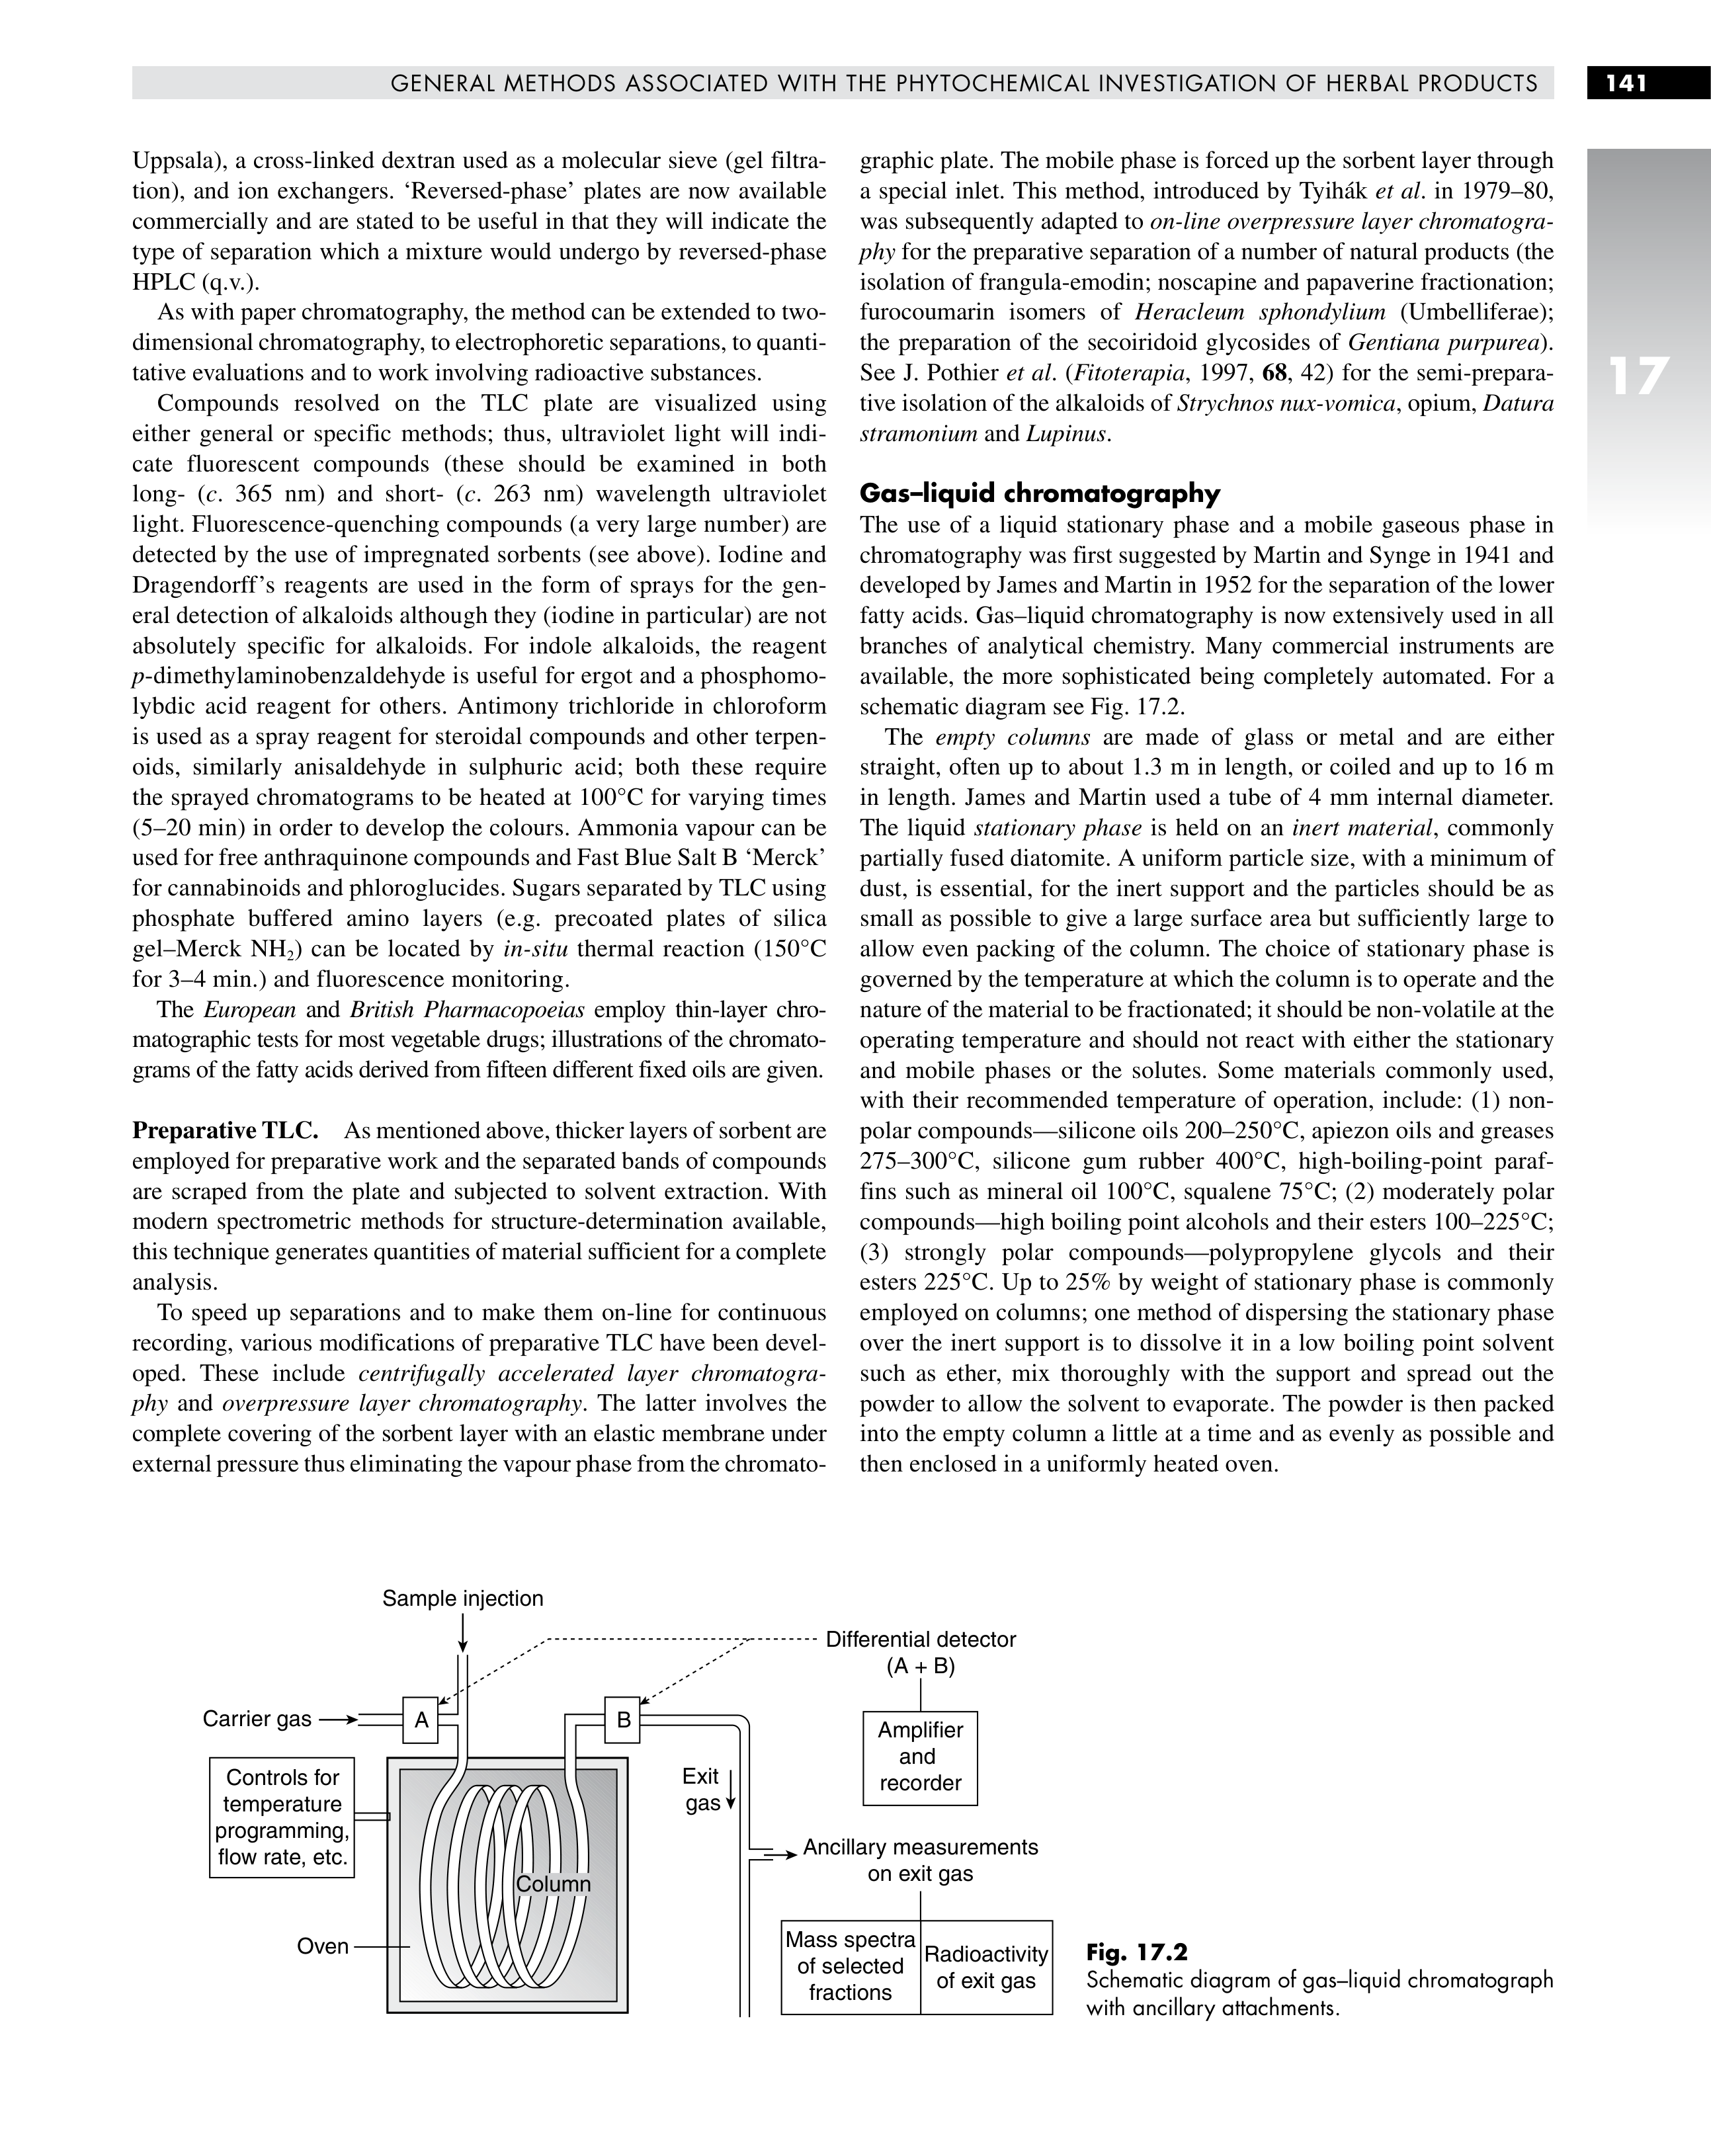 GENERAL METHODS ASSOCIATED WITH THE PHYTOCHEMICAL INVESTIGATION OF HERBAL PRODUCTS
141
Uppsala), a cross-linked dextran used as a molecular sieve (gel filtra-
tion), and ion exchangers. ‘Reversed-phase’ plates are now available
commercially and are stated to be useful in that they will indicate the
type of separation which a mixture would undergo by reversed-phase
HPLC (q.v.).
As with paper chromatography, the method can be extended to two-
dimensional chromatography, to electrophoretic separations, to quanti-
tative evaluations and to work involving radioactive substances.
Compounds resolved on the TLC plate are visualized using
either general or specific methods; thus, ultraviolet light will indi-
cate fluorescent compounds (these should be examined in both
long- (c. 365 nm) and short- (c. 263 nm) wavelength ultraviolet
light. Fluorescence-quenching compounds (a very large number) are
detected by the use of impregnated sorbents (see above). Iodine and
Dragendorff’s reagents are used in the form of sprays for the gen-
eral detection of alkaloids although they (iodine in particular) are not
absolutely specific for alkaloids. For indole alkaloids, the reagent
p-dimethylaminobenzaldehyde is useful for ergot and a phosphomo-
lybdic acid reagent for others. Antimony trichloride in chloroform
is used as a spray reagent for steroidal compounds and other terpen-
oids, similarly anisaldehyde in sulphuric acid; both these require
the sprayed chromatograms to be heated at 100°C for varying times
(5–20 min) in order to develop the colours. Ammonia vapour can be
used for free anthraquinone compounds and Fast Blue Salt B ‘Merck’
for cannabinoids and phloroglucides. Sugars separated by TLC using
phosphate buffered amino layers (e.g. precoated plates of silica
gel–Merck NH₂) can be located by in-situ thermal reaction (150°C
for 3–4 min.) and fluorescence monitoring.
The European and British Pharmacopoeias employ thin-layer chro-
matographic tests for most vegetable drugs; illustrations of the chromato-
grams of the fatty acids derived from fifteen different fixed oils are given.
Preparative TLC. As mentioned above, thicker layers of sorbent are
employed for preparative work and the separated bands of compounds
are scraped from the plate and subjected to solvent extraction. With
modern spectrometric methods for structure-determination available,
this technique generates quantities of material sufficient for a complete
analysis.
To speed up separations and to make them on-line for continuous
recording, various modifications of preparative TLC have been devel-
oped. These include centrifugally accelerated layer chromatogra-
phy and overpressure layer chromatography. The latter involves the
complete covering of the sorbent layer with an elastic membrane under
external pressure thus eliminating the vapour phase from the chromato-
graphic plate. The mobile phase is forced up the sorbent layer through
a special inlet. This method, introduced by Tyihák et al. in 1979–80,
was subsequently adapted to on-line overpressure layer chromatogra-
phy for the preparative separation of a number of natural products (the
isolation of frangula-emodin; noscapine and papaverine fractionation;
furocoumarin isomers of Heracleum sphondylium (Umbelliferae);
the preparation of the secoiridoid glycosides of Gentiana purpurea).
See J. Pothier et al. (Fitoterapia, 1997, 68, 42) for the semi-prepara-
tive isolation of the alkaloids of Strychnos nux-vomica, opium, Datura
stramonium and Lupinus.
Gas–liquid chromatography
The use of a liquid stationary phase and a mobile gaseous phase in
chromatography was first suggested by Martin and Synge in 1941 and
developed by James and Martin in 1952 for the separation of the lower
fatty acids. Gas–liquid chromatography is now extensively used in all
branches of analytical chemistry. Many commercial instruments are
available, the more sophisticated being completely automated. For a
schematic diagram see Fig. 17.2.
The empty columns are made of glass or metal and are either
straight, often up to about 1.3 m in length, or coiled and up to 16 m
in length. James and Martin used a tube of 4 mm internal diameter.
The liquid stationary phase is held on an inert material, commonly
partially fused diatomite. A uniform particle size, with a minimum of
dust, is essential, for the inert support and the particles should be as
small as possible to give a large surface area but sufficiently large to
allow even packing of the column. The choice of stationary phase is
governed by the temperature at which the column is to operate and the
nature of the material to be fractionated; it should be non-volatile at the
operating temperature and should not react with either the stationary
and mobile phases or the solutes. Some materials commonly used,
with their recommended temperature of operation, include: (1) non-
polar compounds—silicone oils 200–250°C, apiezon oils and greases
275–300°C, silicone gum rubber 400°C, high-boiling-point paraf-
fins such as mineral oil 100°C, squalene 75°C; (2) moderately polar
compounds—high boiling point alcohols and their esters 100–225°C;
(3) strongly polar compounds—polypropylene glycols and their
esters 225°C. Up to 25% by weight of stationary phase is commonly
employed on columns; one method of dispersing the stationary phase
over the inert support is to dissolve it in a low boiling point solvent
such as ether, mix thoroughly with the support and spread out the
powder to allow the solvent to evaporate. The powder is then packed
into the empty column a little at a time and as evenly as possible and
then enclosed in a uniformly heated oven.
17
Sample injection
Differential detector
(A + B)
Carrier gas
A
B
Amplifier
and
recorder
Controls for
temperature
programming,
flow rate, etc.
Exit
gas
Ancillary measurements
on exit gas
Column
Oven
Mass spectra
of selected
fractions
Radioactivity
of exit gas
Fig. 17.2
Schematic diagram of gas–liquid chromatograph
with ancillary attachments.